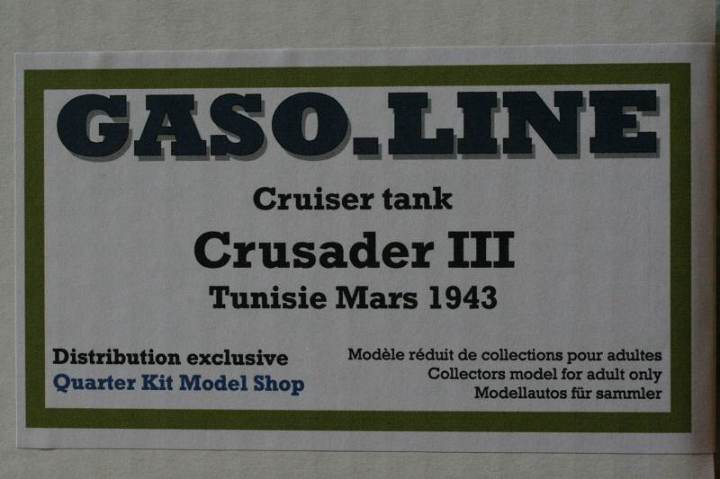 GASO.LINE
Cruiser tank
Crusader III
Tunisie Mars 1943
Distribution exclusive
Quarter Kit Model Shop
Modèle réduit de collections pour adultes
Collectors model for adult only
Modellautos für sammler